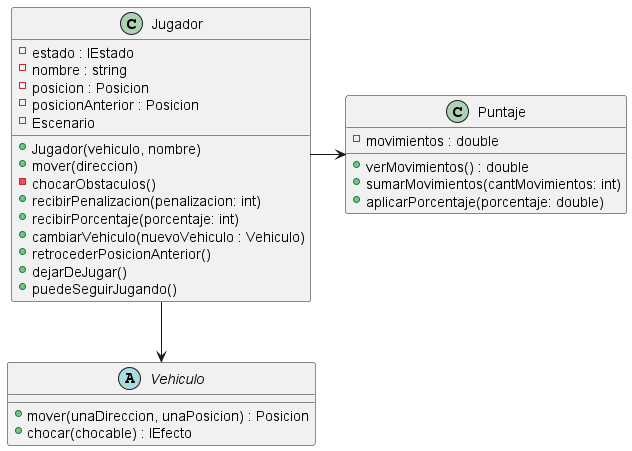 C Jugador
estado : IEstado
nombre : string
posicion : Posicion
posicionAnterior : Posicion
Escenario
Jugador(vehiculo, nombre)
mover(direccion)
chocarObstaculos()
recibirPenalizacion(penalizacion: int)
recibirPorcentaje(porcentaje: int)
cambiarVehiculo(nuevoVehiculo : Vehiculo)
retrocederPosicionAnterior()
dejarDeJugar()
puedeSeguirJugando()
C Puntaje
movimientos : double
verMovimientos() : double
sumarMovimientos(cantMovimientos: int)
aplicarPorcentaje(porcentaje: double)
A Vehiculo
mover(unaDireccion, unaPosicion) : Posicion
chocar(chocable) : IEfecto